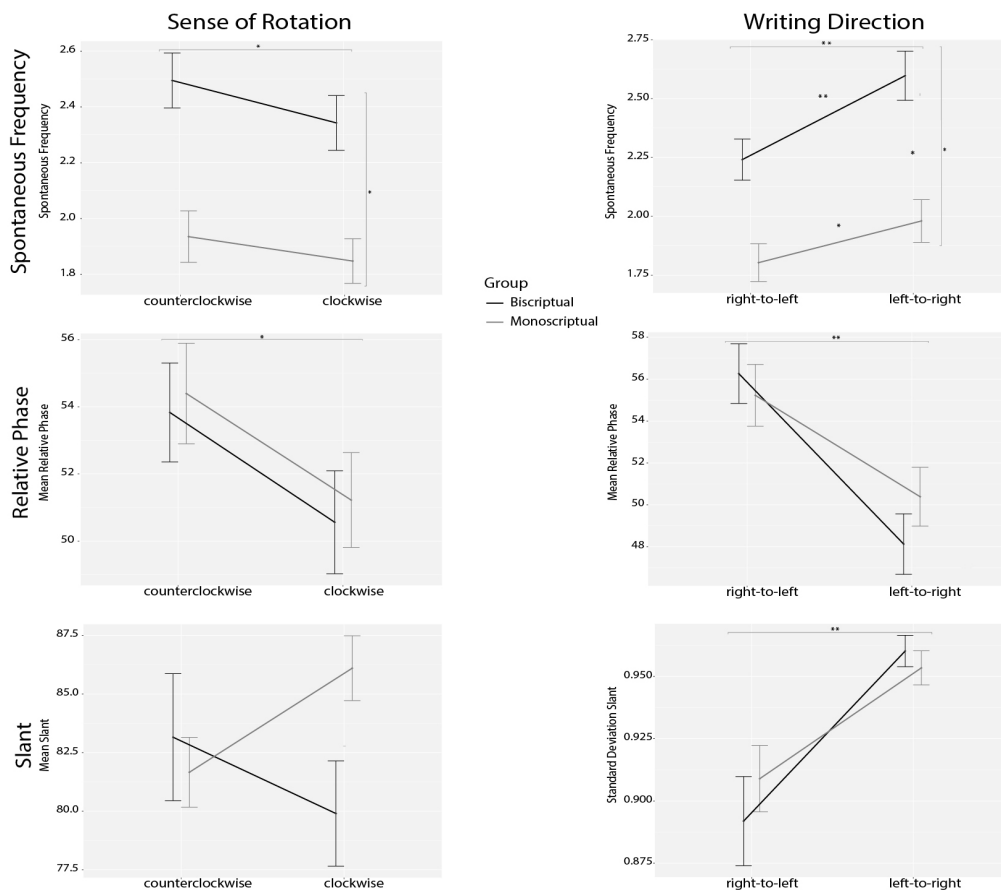 Sense of Rotation
Writing Direction
Spontaneous Frequency
Spontaneous Frequency
2.6
2.4
2.2
2.0
1.8
*
*
counterclockwise
clockwise
Spontaneous Frequency
2.75
2.50
2.25
2.00
1.75
**
**
*
*
*
right-to-left
left-to-right
Group
Biscriptual
Monoscriptual
Relative Phase
Mean Relative Phase
56
54
52
50
*
counterclockwise
clockwise
Mean Relative Phase
58
56
54
52
50
48
**
right-to-left
left-to-right
Slant
Mean Slant
87.5
85.0
82.5
80.0
77.5
counterclockwise
clockwise
Standard Deviation Slant
0.950
0.925
0.900
0.875
**
right-to-left
left-to-right